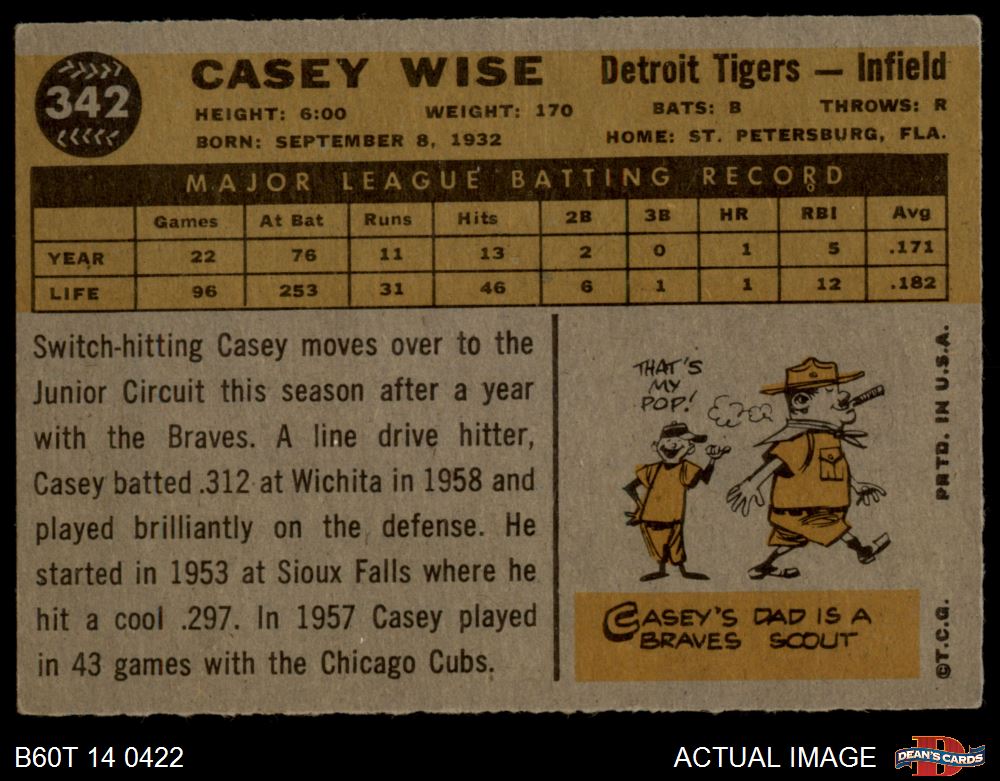 342
CASEY WISE
Detroit Tigers — Infield
HEIGHT: 6:00 WEIGHT: 170 BATS: B THROWS: R
BORN: SEPTEMBER 8, 1932 HOME: ST. PETERSBURG, FLA.
MAJOR LEAGUE BATTING RECORD
Games At Bat Runs Hits 2B 3B HR RBI Avg
YEAR 22 76 11 13 2 0 1 5 .171
LIFE 96 253 31 46 6 1 1 12 .182
Switch-hitting Casey moves over to the
Junior Circuit this season after a year
with the Braves. A line drive hitter,
Casey batted .312 at Wichita in 1958 and
played brilliantly on the defense. He
started in 1953 at Sioux Falls where he
hit a cool .297. In 1957 Casey played
in 43 games with the Chicago Cubs.
THAT'S
MY
POP!
CASEY'S DAD IS A
BRAVES SCOUT
©T.C.G. PRTD. IN U.S.A.
B60T 14 0422
ACTUAL IMAGE
D
DEAN'S CARDS